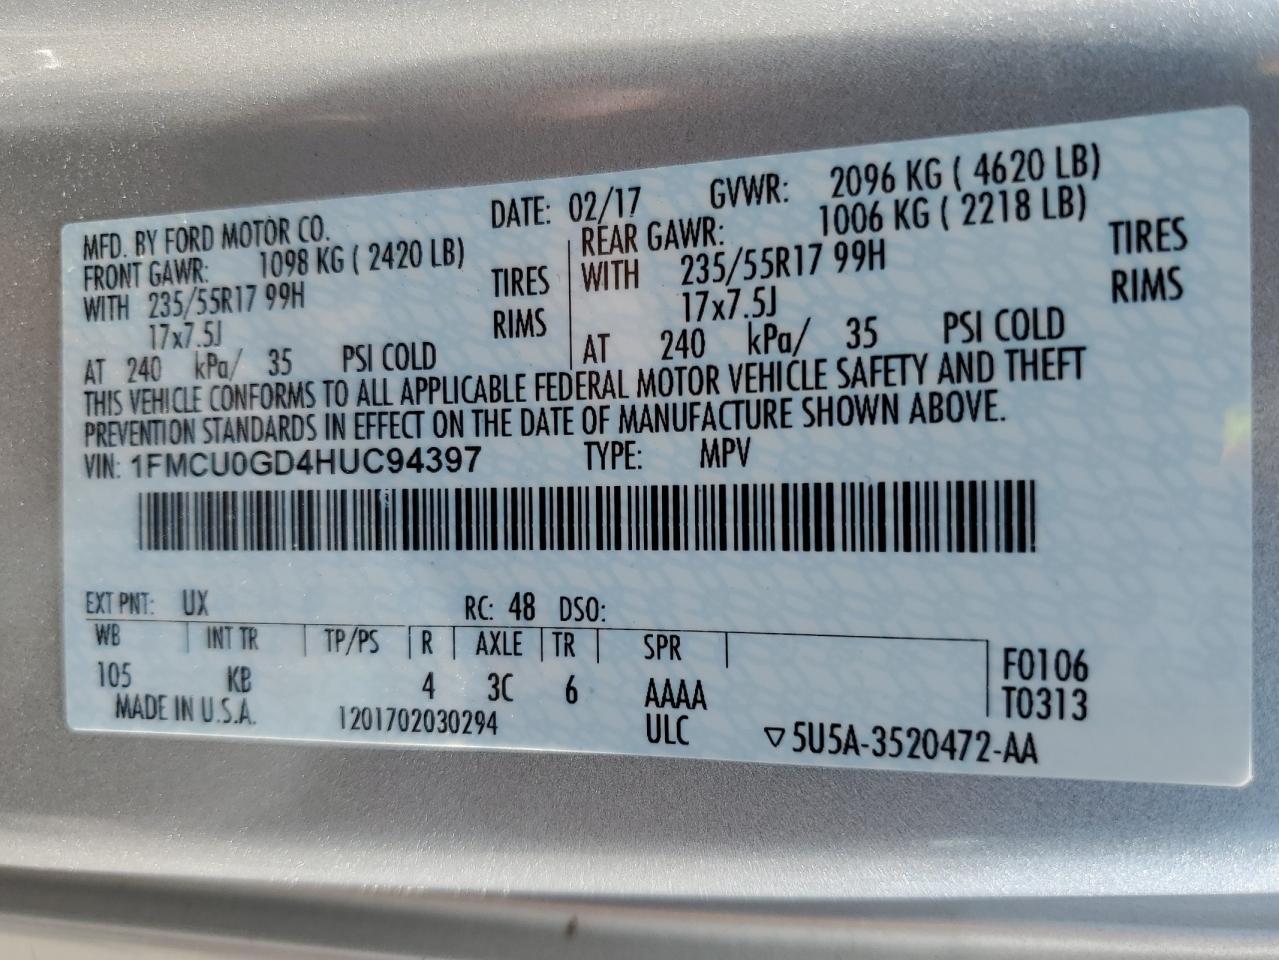 MFD. BY FORD MOTOR CO. DATE: 02/17 GVWR: 2096 KG ( 4620 LB)
FRONT GAWR: 1098 KG ( 2420 LB) REAR GAWR: 1006 KG ( 2218 LB)
WITH 235/55R17 99H TIRES WITH 235/55R17 99H TIRES
17x7.5J RIMS 17x7.5J RIMS
AT 240 kPa/ 35 PSI COLD AT 240 kPa/ 35 PSI COLD
THIS VEHICLE CONFORMS TO ALL APPLICABLE FEDERAL MOTOR VEHICLE SAFETY AND THEFT
PREVENTION STANDARDS IN EFFECT ON THE DATE OF MANUFACTURE SHOWN ABOVE.
VIN: 1FMCU0GD4HUC94397 TYPE: MPV
EXT PNT: UX RC: 48 DSO:
WB INT TR TP/PS R AXLE TR SPR F0106
105 KB 4 3C 6 AAAA T0313
MADE IN U.S.A. 1201702030294 ULC ▽5U5A-3520472-AA